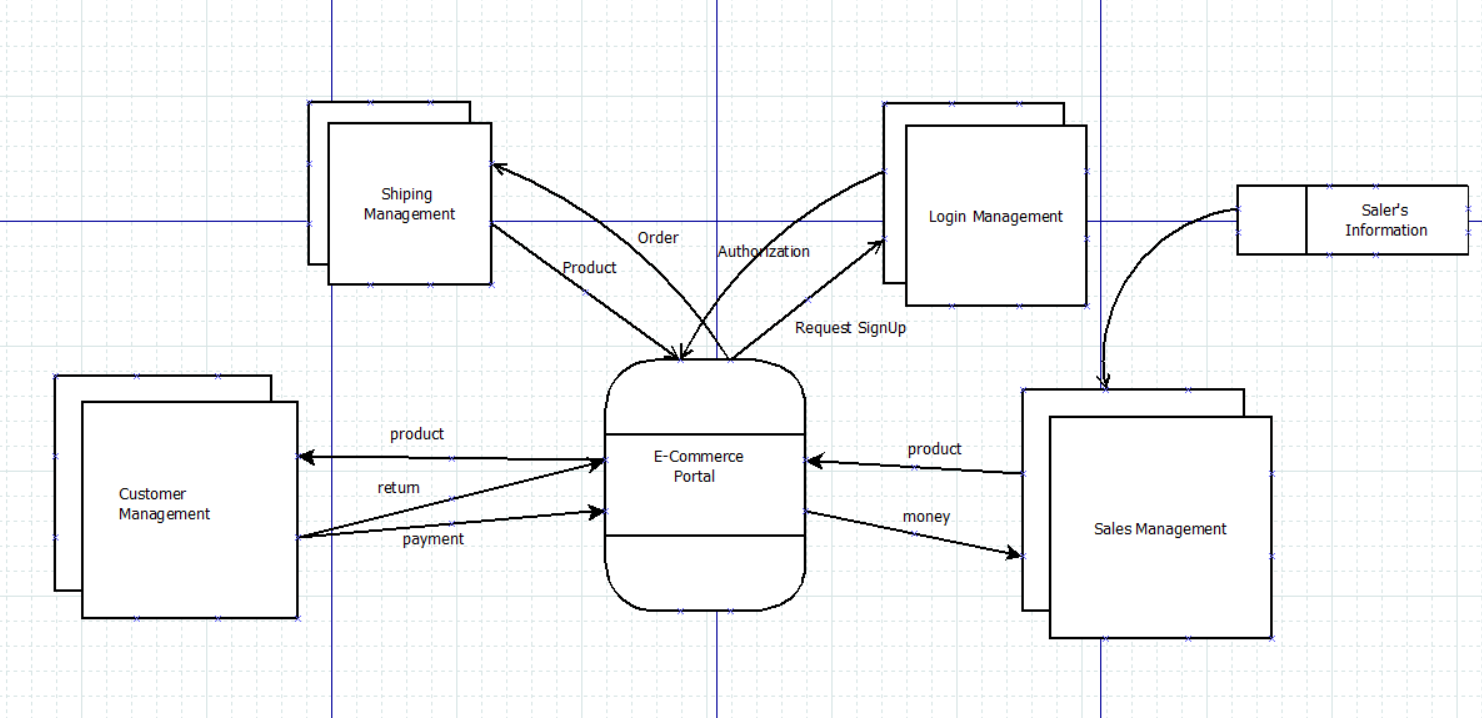 Shiping
Management
Login Management
Saler's
Information
Order
Authorization
Product
Request SignUp
product
E-Commerce
Portal
product
return
Customer
Management
money
Sales Management
payment